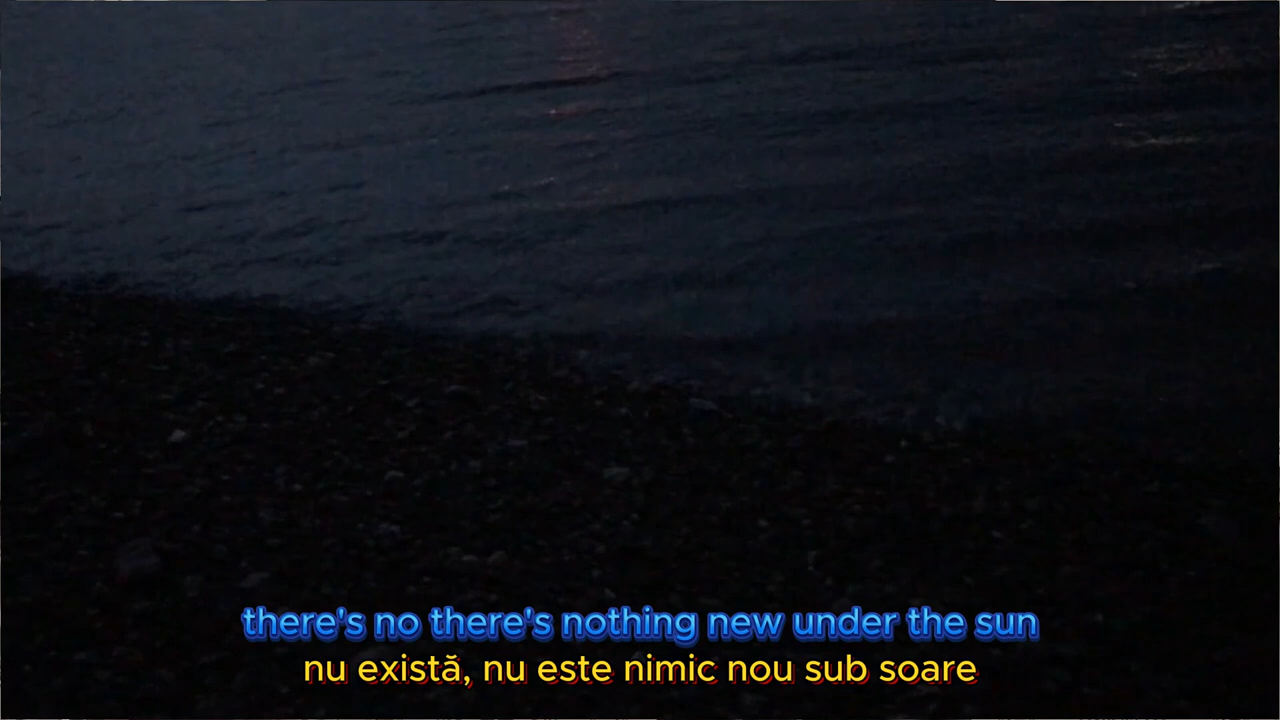 there's no there's nothing new under the sun
nu există, nu este nimic nou sub soare